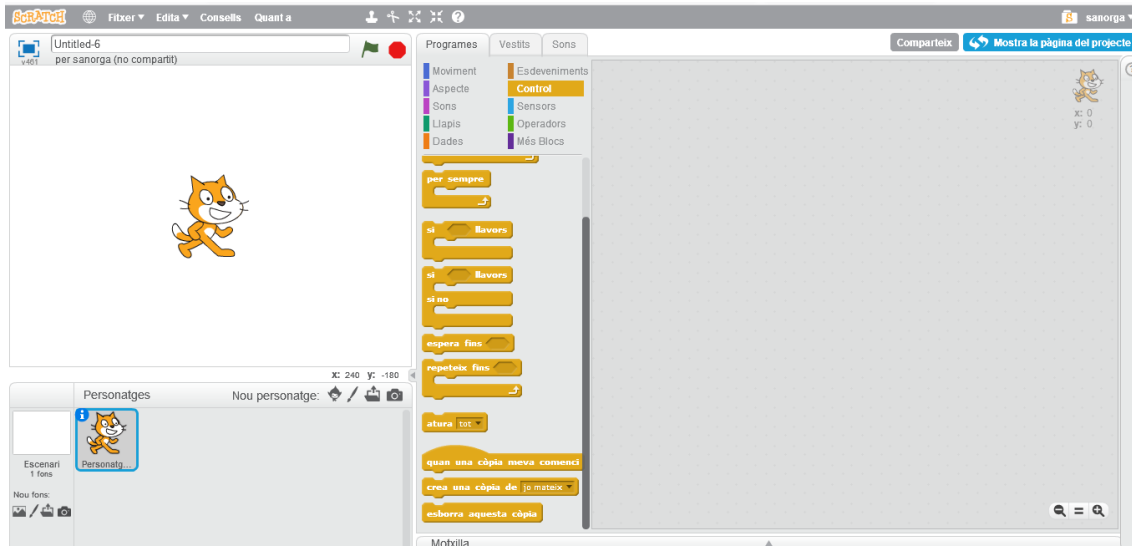 SCRATCH Fitxer Edita Consells Quant a sanorga
Untitled-6
v461 per sanorga (no compartit)
Programes Vestits Sons
Comparteix Mostra la pàgina del projecte
Moviment Esdeveniments
Aspecte Control
Sons Sensors
Llapis Operadors
Dades Més Blocs
x: 0
y: 0
per sempre
si llavors
si llavors
si no
espera fins
repeteix fins
atura tot
quan una còpia meva comenci
crea una còpia de jo mateix
esborra aquesta còpia
x: 240 y: -180
Personatges Nou personatge:
Escenari
1 fons
Personatg...
Nou fons:
Motxilla